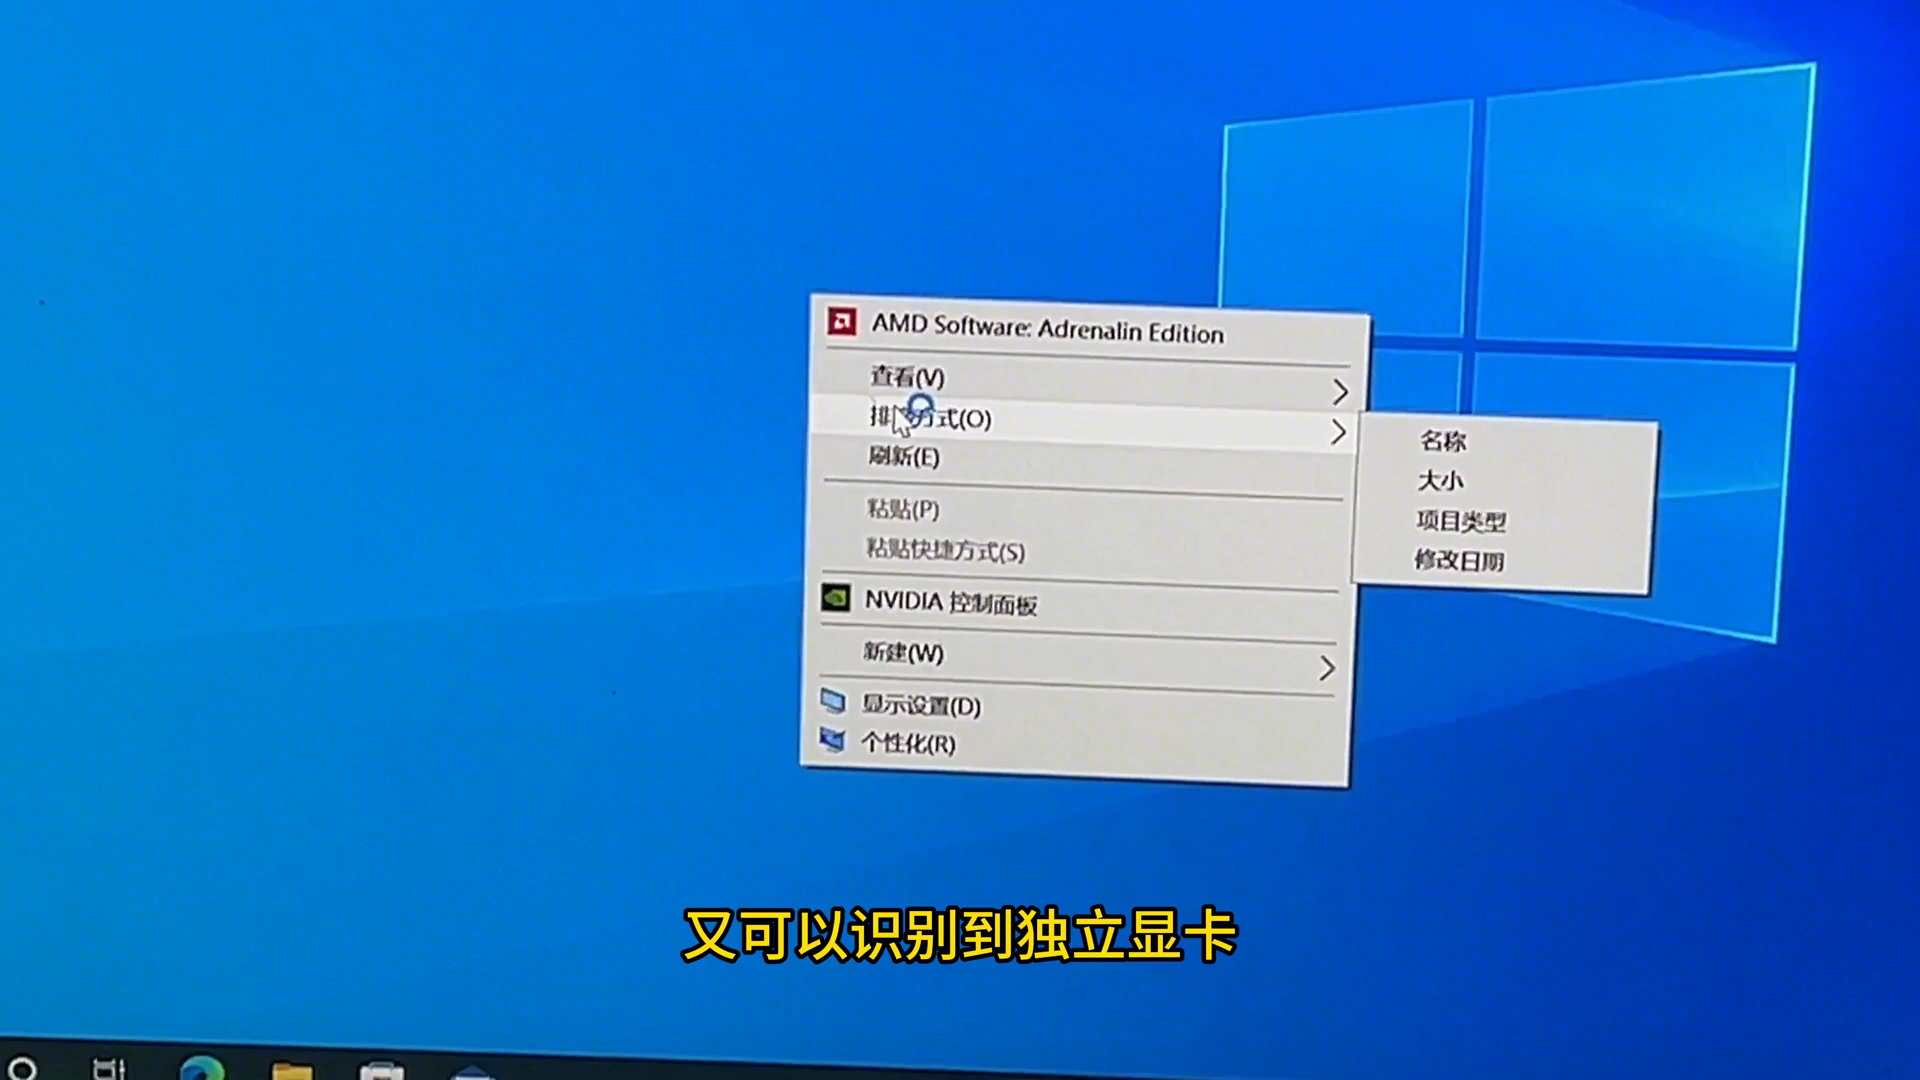 AMD Software: Adrenalin Edition
查看(V)
排序方式(O)
刷新(E)
粘贴(P)
粘贴快捷方式(S)
NVIDIA 控制面板
新建(W)
显示设置(D)
个性化(R)
名称
大小
项目类型
修改日期
又可以识别到独立显卡